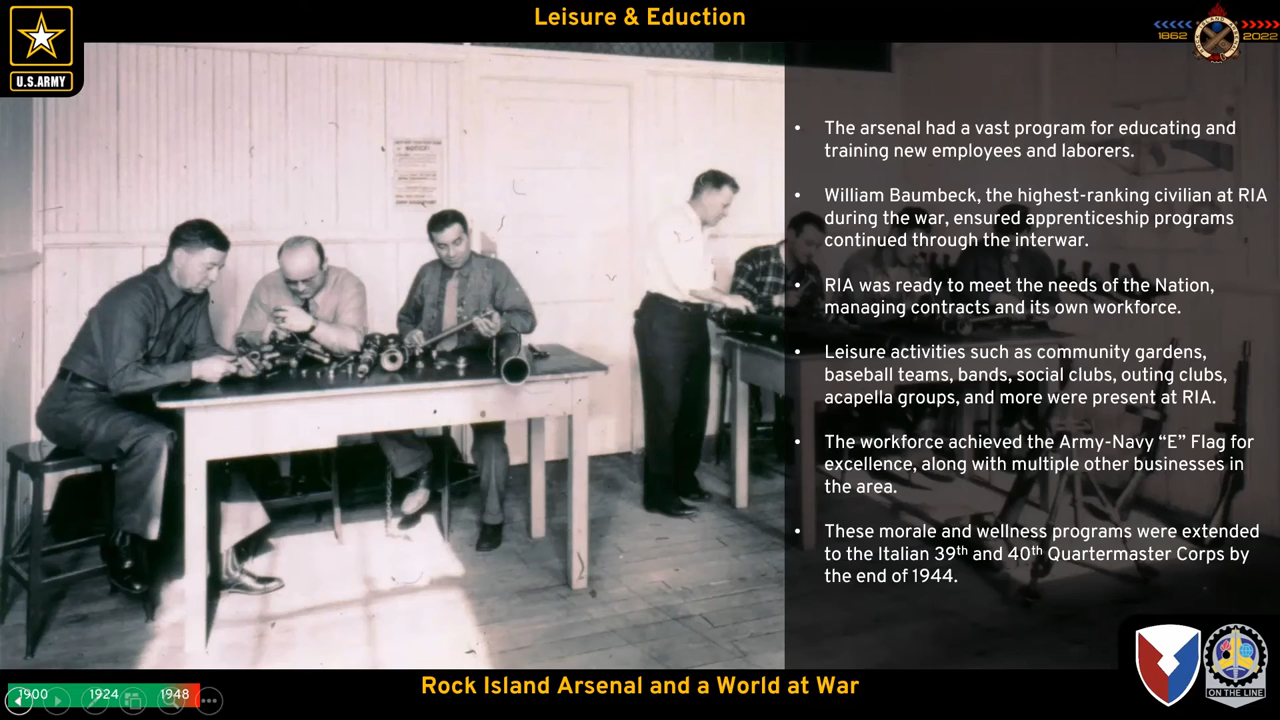 Leisure & Eduction
U.S.ARMY
1862
2022
• The arsenal had a vast program for educating and
training new employees and laborers.
• William Baumbeck, the highest-ranking civilian at RIA
during the war, ensured apprenticeship programs
continued through the interwar.
• RIA was ready to meet the needs of the Nation,
managing contracts and its own workforce.
• Leisure activities such as community gardens,
baseball teams, bands, social clubs, outing clubs,
acapella groups, and more were present at RIA.
• The workforce achieved the Army-Navy “E” Flag for
excellence, along with multiple other businesses in
the area.
• These morale and wellness programs were extended
to the Italian 39th and 40th Quartermaster Corps by
the end of 1944.
ON THE LINE
Rock Island Arsenal and a World at War
1900 1924 1948